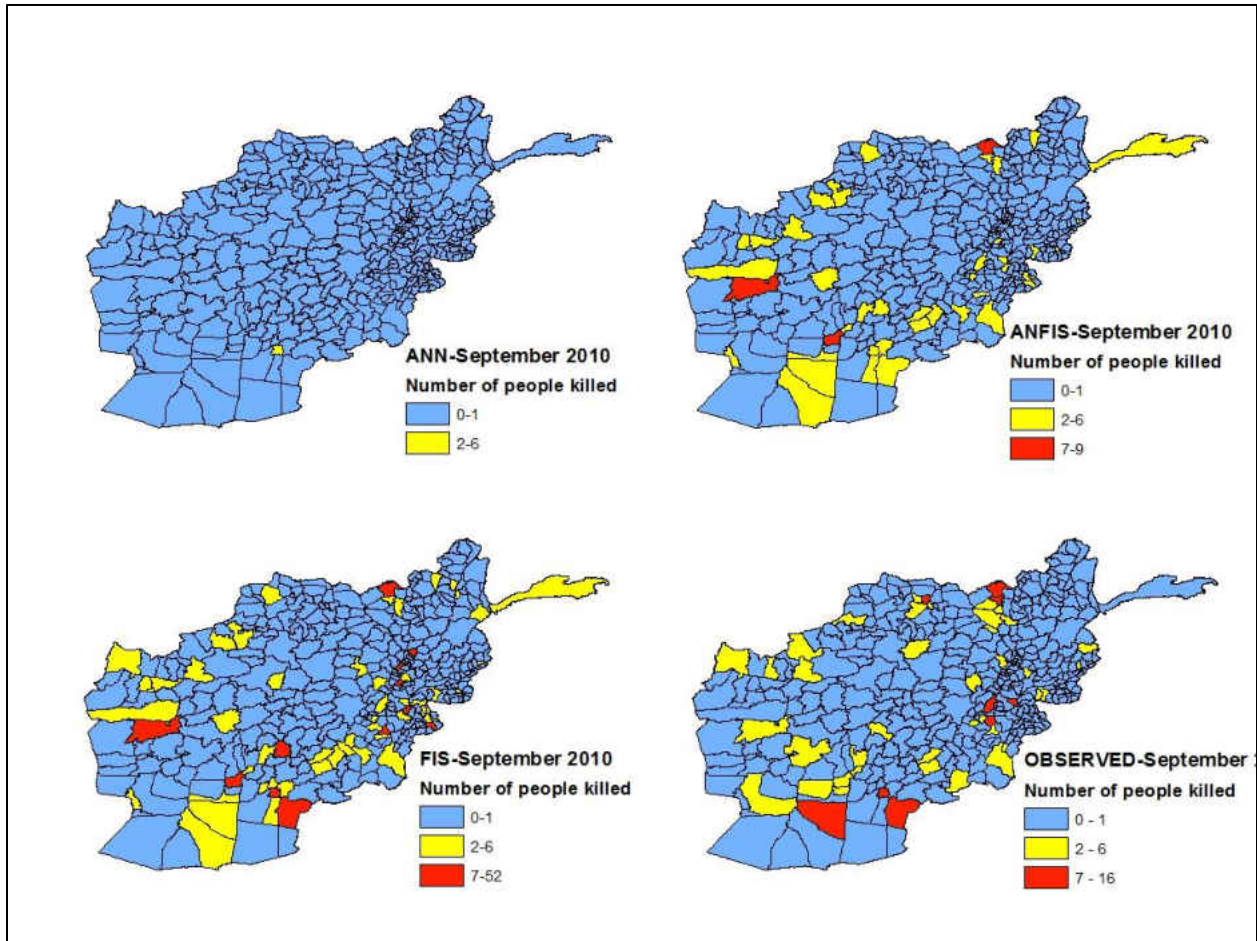 ANN-September 2010
Number of people killed
0-1
2-6
ANFIS-September 2010
Number of people killed
0-1
2-6
7-9
FIS-September 2010
Number of people killed
0-1
2-6
7-52
OBSERVED-September
Number of people killed
0 - 1
2 - 6
7 - 16